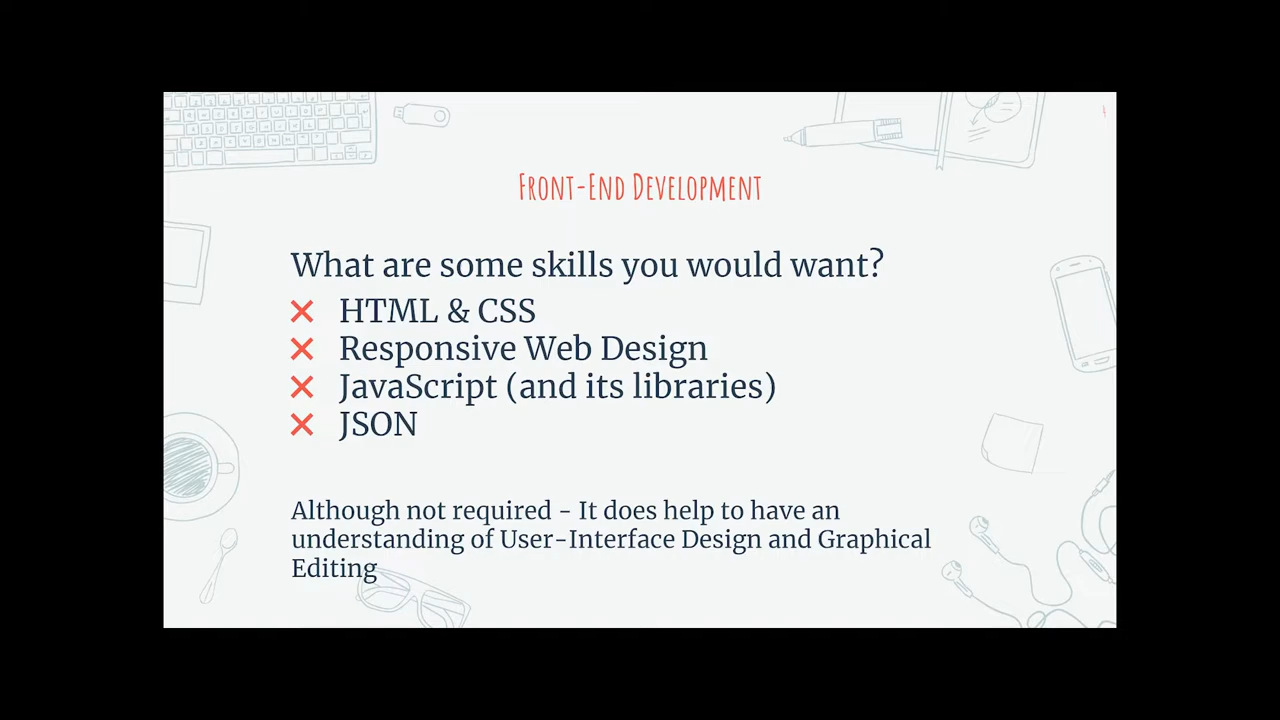 Front-End Development
What are some skills you would want?
HTML & CSS
Responsive Web Design
JavaScript (and its libraries)
JSON
Although not required - It does help to have an
understanding of User-Interface Design and Graphical
Editing